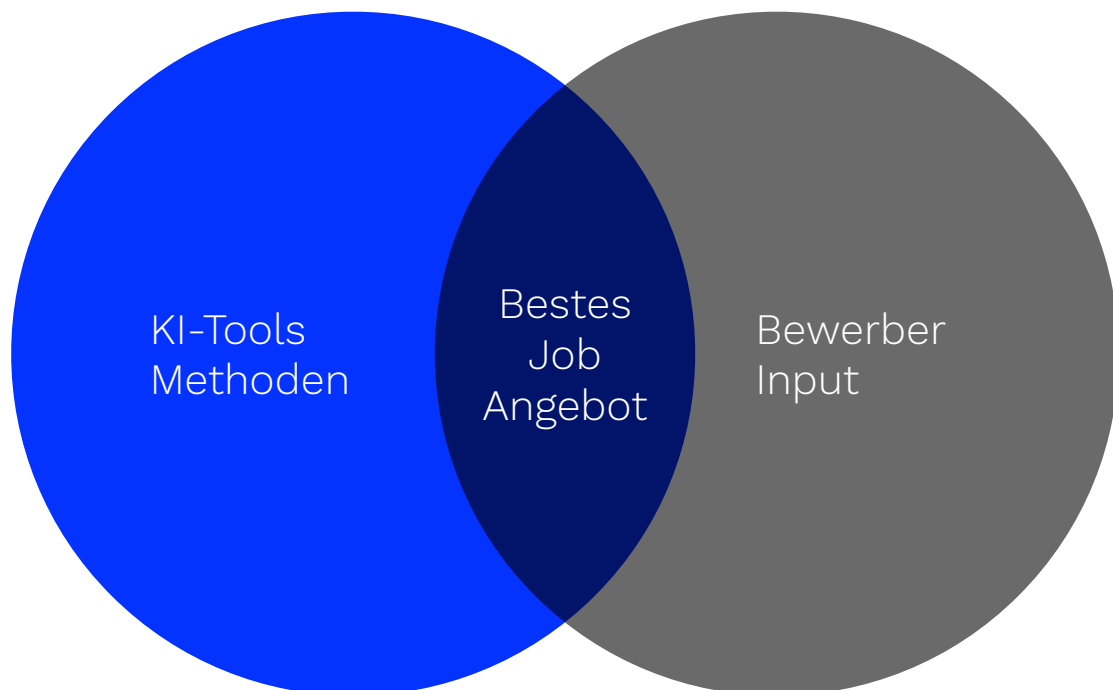 KI-Tools
Methoden
Bestes
Job
Angebot
Bewerber
Input